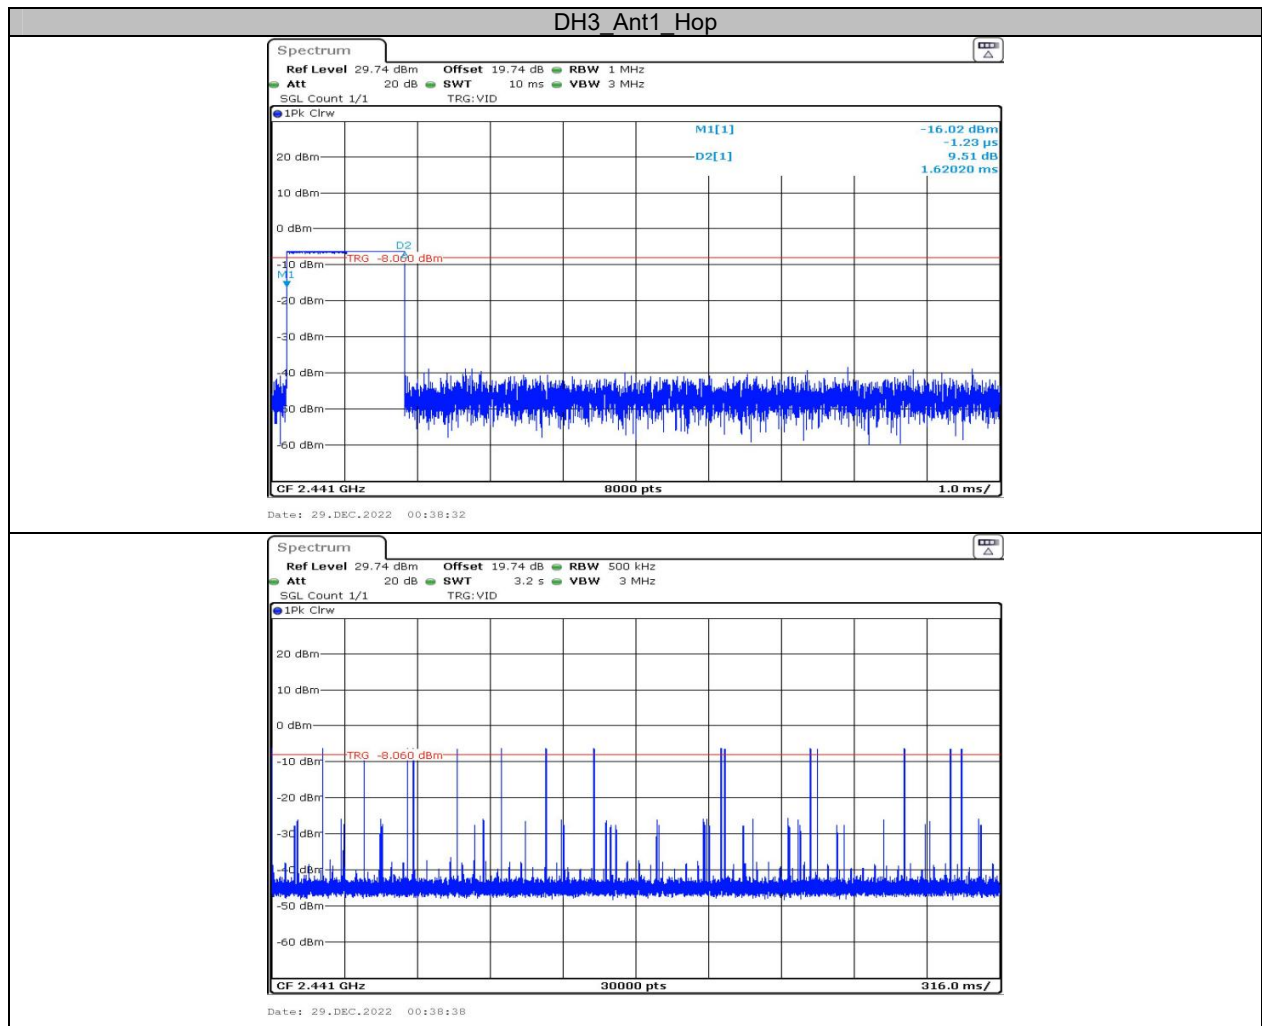 DH3_Ant1_Hop
Spectrum
Ref Level 29.74 dBm Offset 19.74 dB RBW 1 MHz
Att 20 dB SWT 10 ms VBW 3 MHz
SGL Count 1/1 TRG:VID
1Pk Clrw
M1[1] -16.02 dBm
-1.23 µs
D2[1] 9.51 dB
1.62020 ms
20 dBm
10 dBm
0 dBm
D2
TRG -8.060 dBm
-10 dBm
M1
-20 dBm
-30 dBm
-40 dBm
-50 dBm
-60 dBm
CF 2.441 GHz 8000 pts 1.0 ms/
Date: 29.DEC.2022 00:38:32
Spectrum
Ref Level 29.74 dBm Offset 19.74 dB RBW 500 kHz
Att 20 dB SWT 3.2 s VBW 3 MHz
SGL Count 1/1 TRG:VID
1Pk Clrw
20 dBm
10 dBm
0 dBm
TRG -8.060 dBm
-10 dBm
-20 dBm
-30 dBm
-40 dBm
-50 dBm
-60 dBm
CF 2.441 GHz 30000 pts 316.0 ms/
Date: 29.DEC.2022 00:38:38